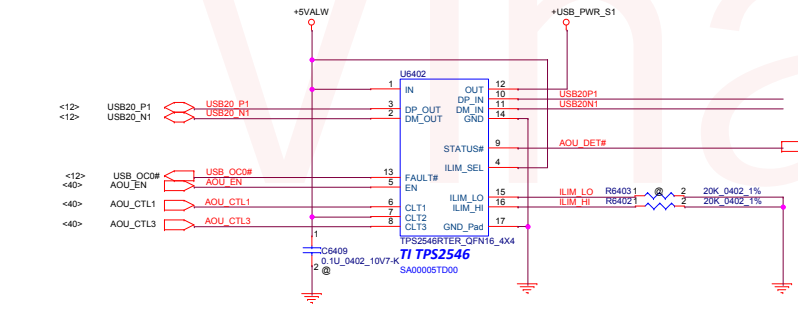 +5VALW
+USB_PWR_S1
U6402
1 IN OUT 12
DP_IN 10 USB20P1
<12> USB20_P1 USB20_P1 3 DP_OUT DM_IN 11 USB20N1
<12> USB20_N1 USB20_N1 2 DM_OUT GND 14
STATUS# 9 AOU_DET#
ILIM_SEL 4
<12> USB_OC0# USB_OC0# 13 FAULT#
<40> AOU_EN AOU_EN 5 EN
ILIM_LO 15 ILIM_LO R6403 1 @ 2 20K_0402_1%
<40> AOU_CTL1 AOU_CTL1 6 CLT1 ILIM_HI 16 ILIM_HI R6402 1 2 20K_0402_1%
7 CLT2
<40> AOU_CTL3 AOU_CTL3 8 CLT3 GND_Pad 17
TPS2546RTER_QFN16_4X4
TI TPS2546
SA00005TD00
1
C6409
0.1U_0402_10V7-K
2 @